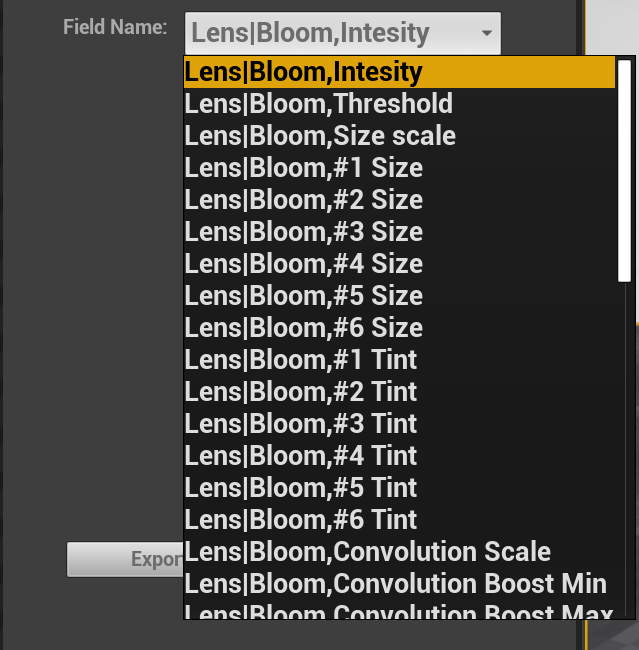 Field Name:
Lens|Bloom,Intesity
Lens|Bloom,Intesity
Lens|Bloom,Threshold
Lens|Bloom,Size scale
Lens|Bloom,#1 Size
Lens|Bloom,#2 Size
Lens|Bloom,#3 Size
Lens|Bloom,#4 Size
Lens|Bloom,#5 Size
Lens|Bloom,#6 Size
Lens|Bloom,#1 Tint
Lens|Bloom,#2 Tint
Lens|Bloom,#3 Tint
Lens|Bloom,#4 Tint
Lens|Bloom,#5 Tint
Lens|Bloom,#6 Tint
Expor
Lens|Bloom,Convolution Scale
Lens|Bloom,Convolution Boost Min
Lens|Bloom,Convolution Boost Max